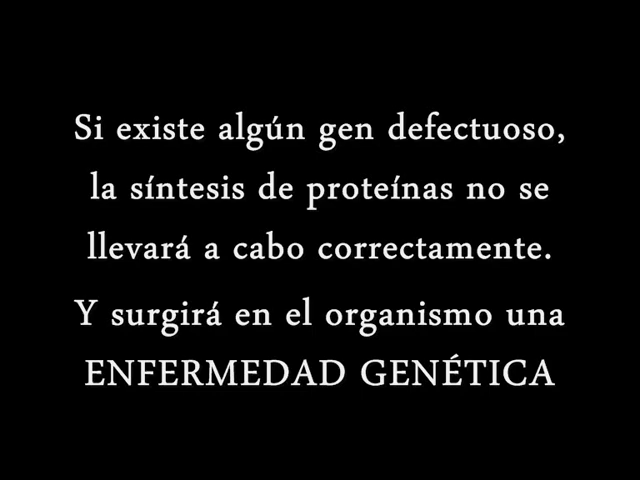 Si existe algún gen defectuoso,
la síntesis de proteínas no se
llevará a cabo correctamente.
Y surgirá en el organismo una
ENFERMEDAD GENÉTICA